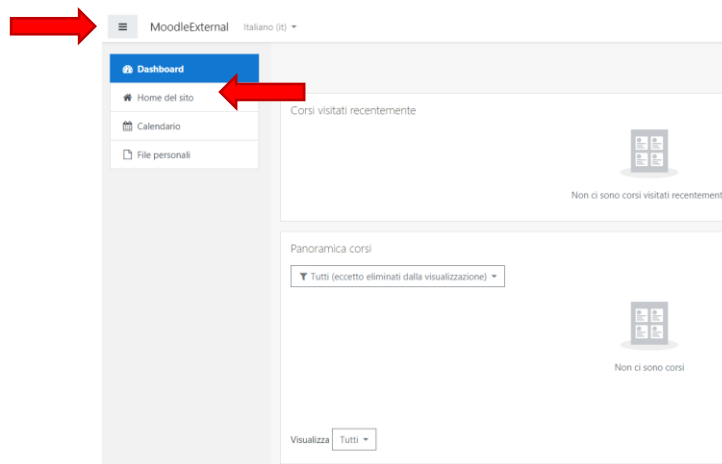 MoodleExternal Italiano (it)
Dashboard
Home del sito
Calendario
File personali
Corsi visitati recentemente
Non ci sono corsi visitati recentement
Panoramica corsi
Tutti (eccetto eliminati dalla visualizzazione)
Non ci sono corsi
Visualizza Tutti